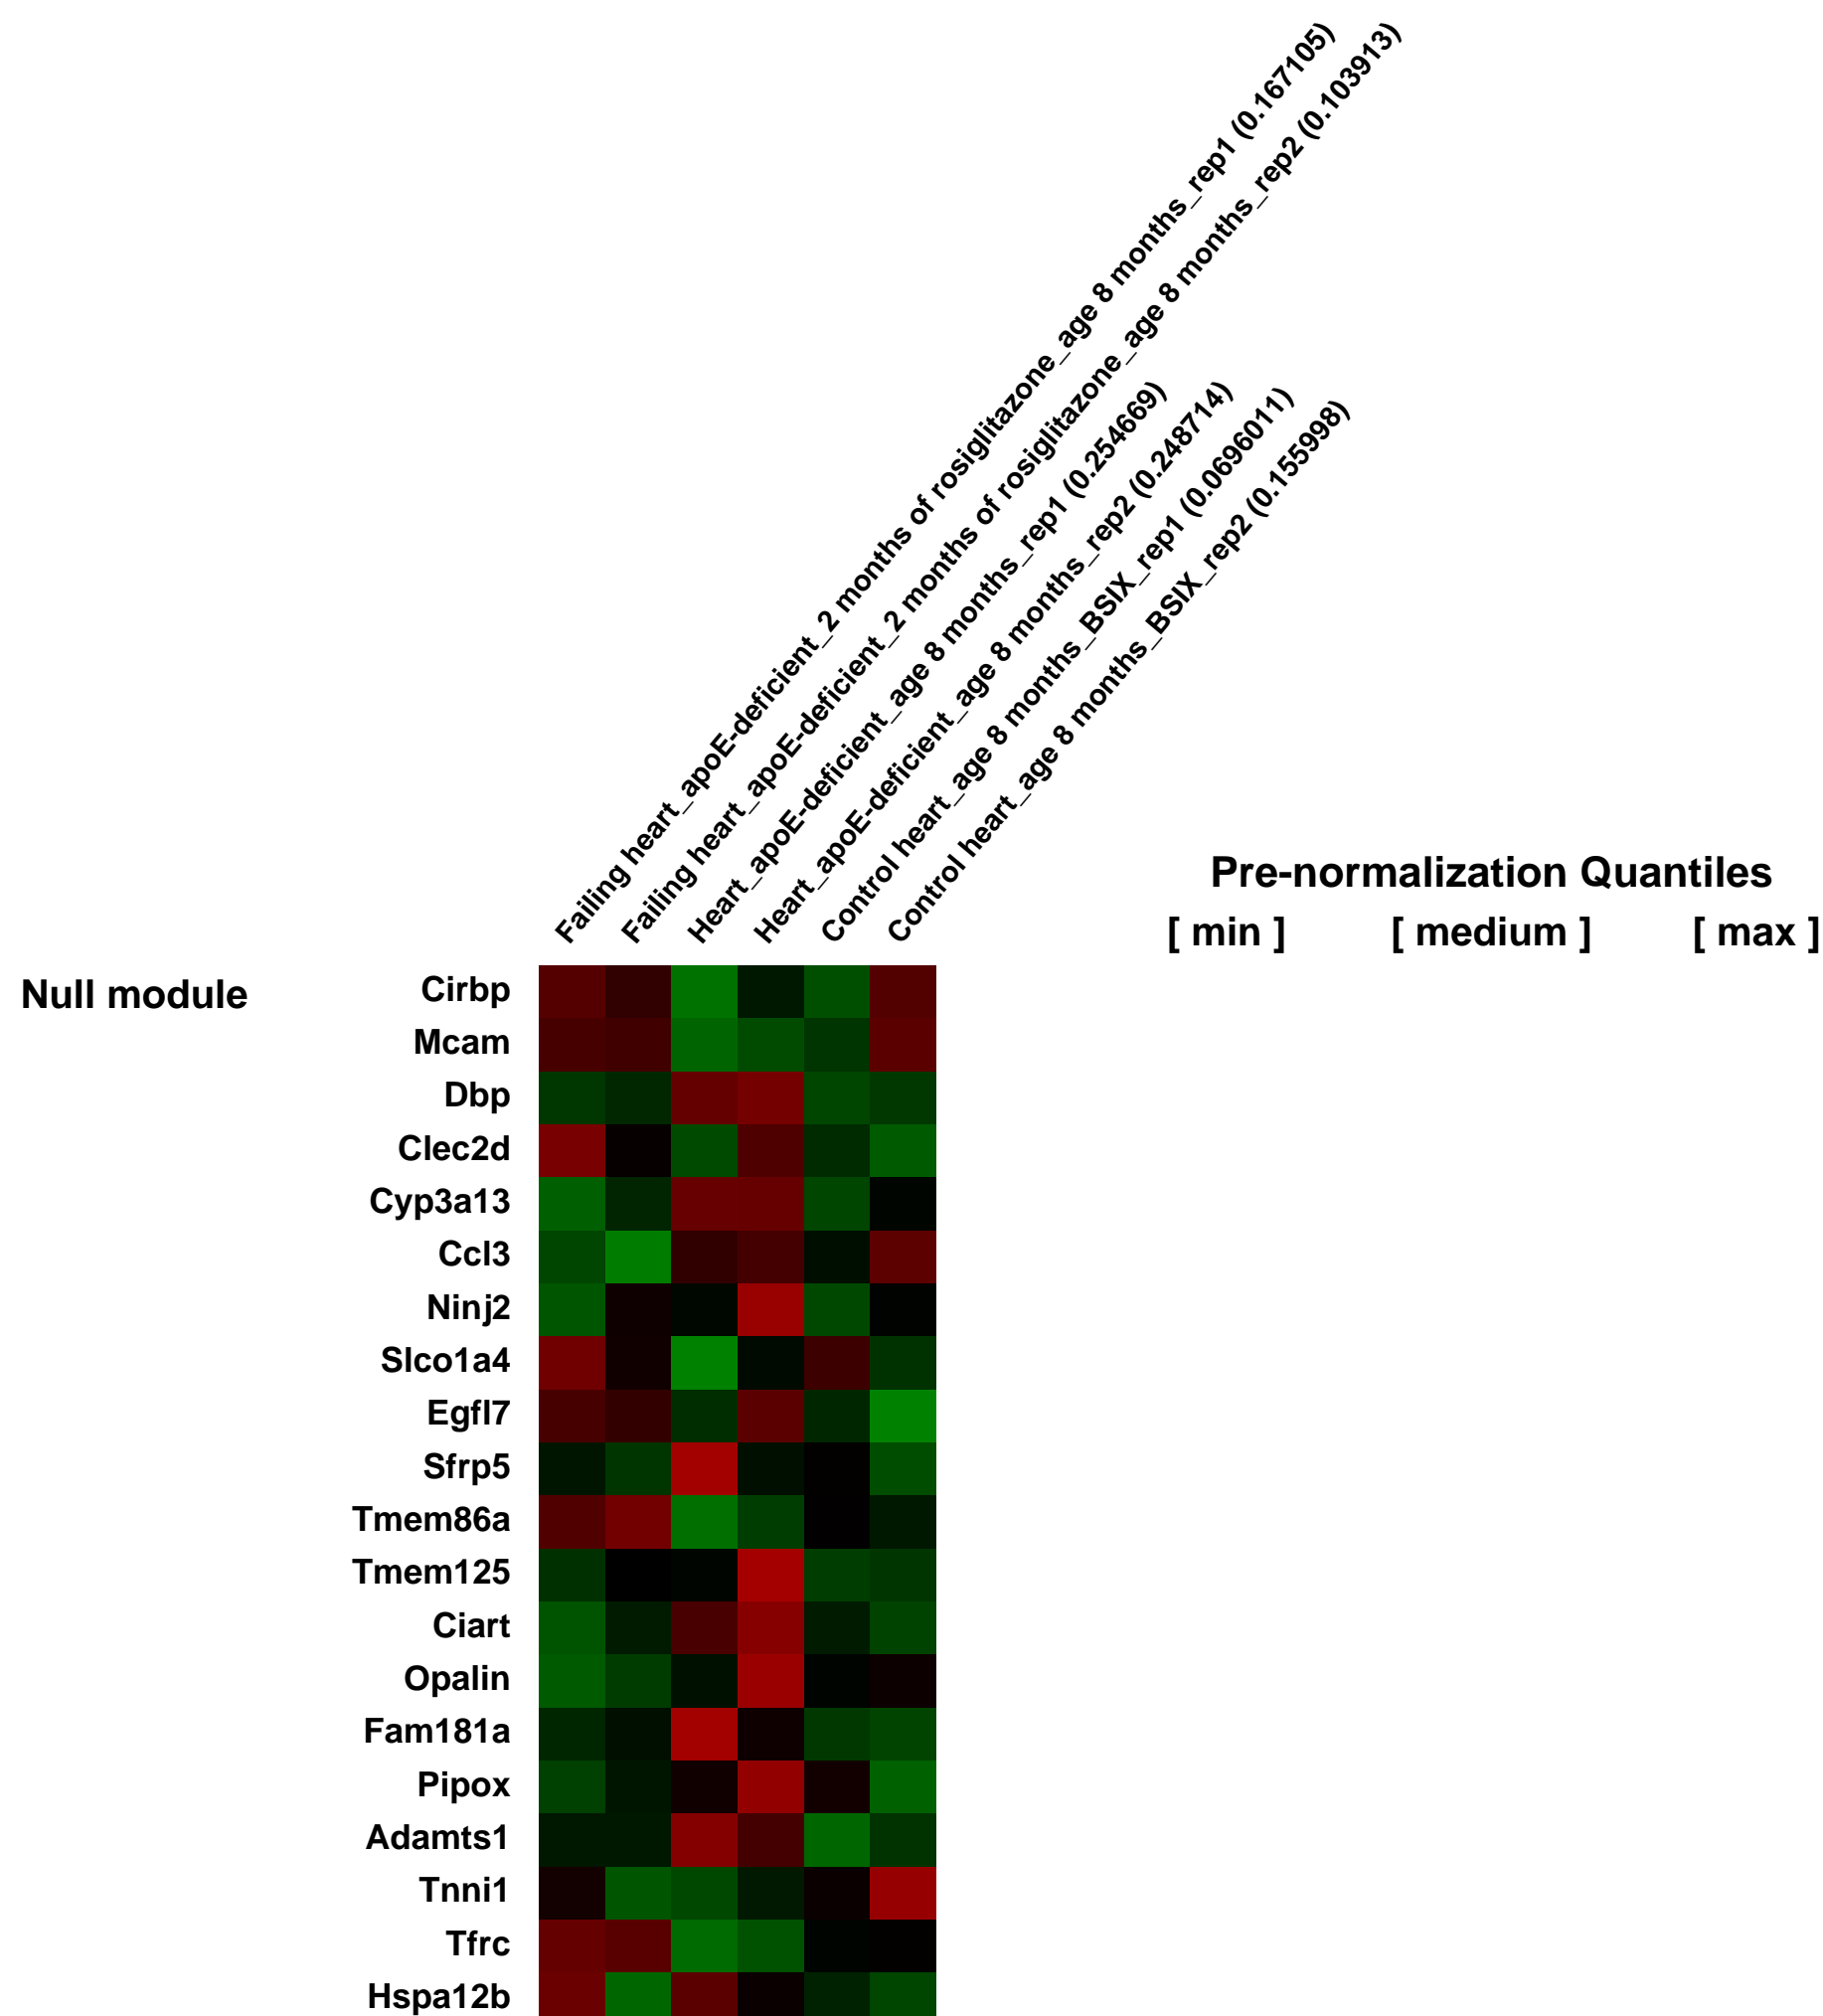 Failing heart_apoE-deficient_2 months of rosiglitazone_age 8 months_rep1 (0.167105)
Failing heart_apoE-deficient_2 months of rosiglitazone_age 8 months_rep2 (0.103913)
Heart_apoE-deficient_age 8 months_rep1 (0.254669)
Heart_apoE-deficient_age 8 months_rep2 (0.248714)
Control heart_age 8 months_BSIX_rep1 (0.0696011)
Control heart_age 8 months_BSIX_rep2 (0.155998)
Pre-normalization Quantiles
[ min ] [ medium ] [ max ]
Null module
Cirbp
Mcam
Dbp
Clec2d
Cyp3a13
Ccl3
Ninj2
Slco1a4
Egfl7
Sfrp5
Tmem86a
Tmem125
Ciart
Opalin
Fam181a
Pipox
Adamts1
Tnni1
Tfrc
Hspa12b